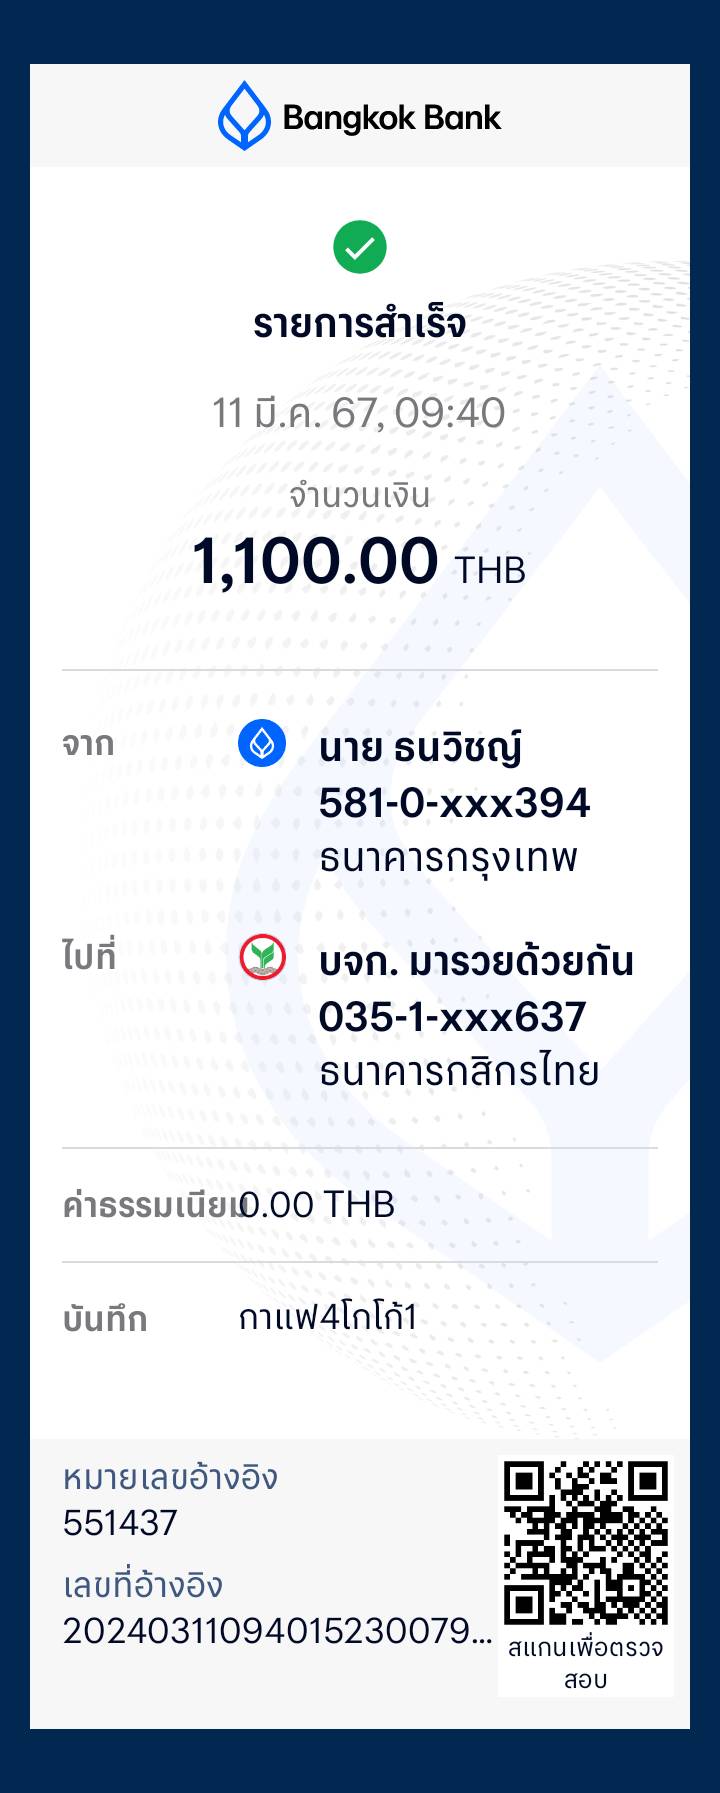 Bangkok Bank
รายการสำเร็จ
11 มี.ค. 67, 09:40
จำนวนเงิน
1,100.00 THB
จาก
นาย ธนวิชญ์
581-0-xxx394
ธนาคารกรุงเทพ
ไปที่
บจก. มารวยด้วยกัน
035-1-xxx637
ธนาคารกสิกรไทย
ค่าธรรมเนียม 0.00 THB
บันทึก กาแฟ4โกโก้1
หมายเลขอ้างอิง
551437
เลขที่อ้างอิง
20240311094015230079...
สแกนเพื่อตรวจ
สอบ